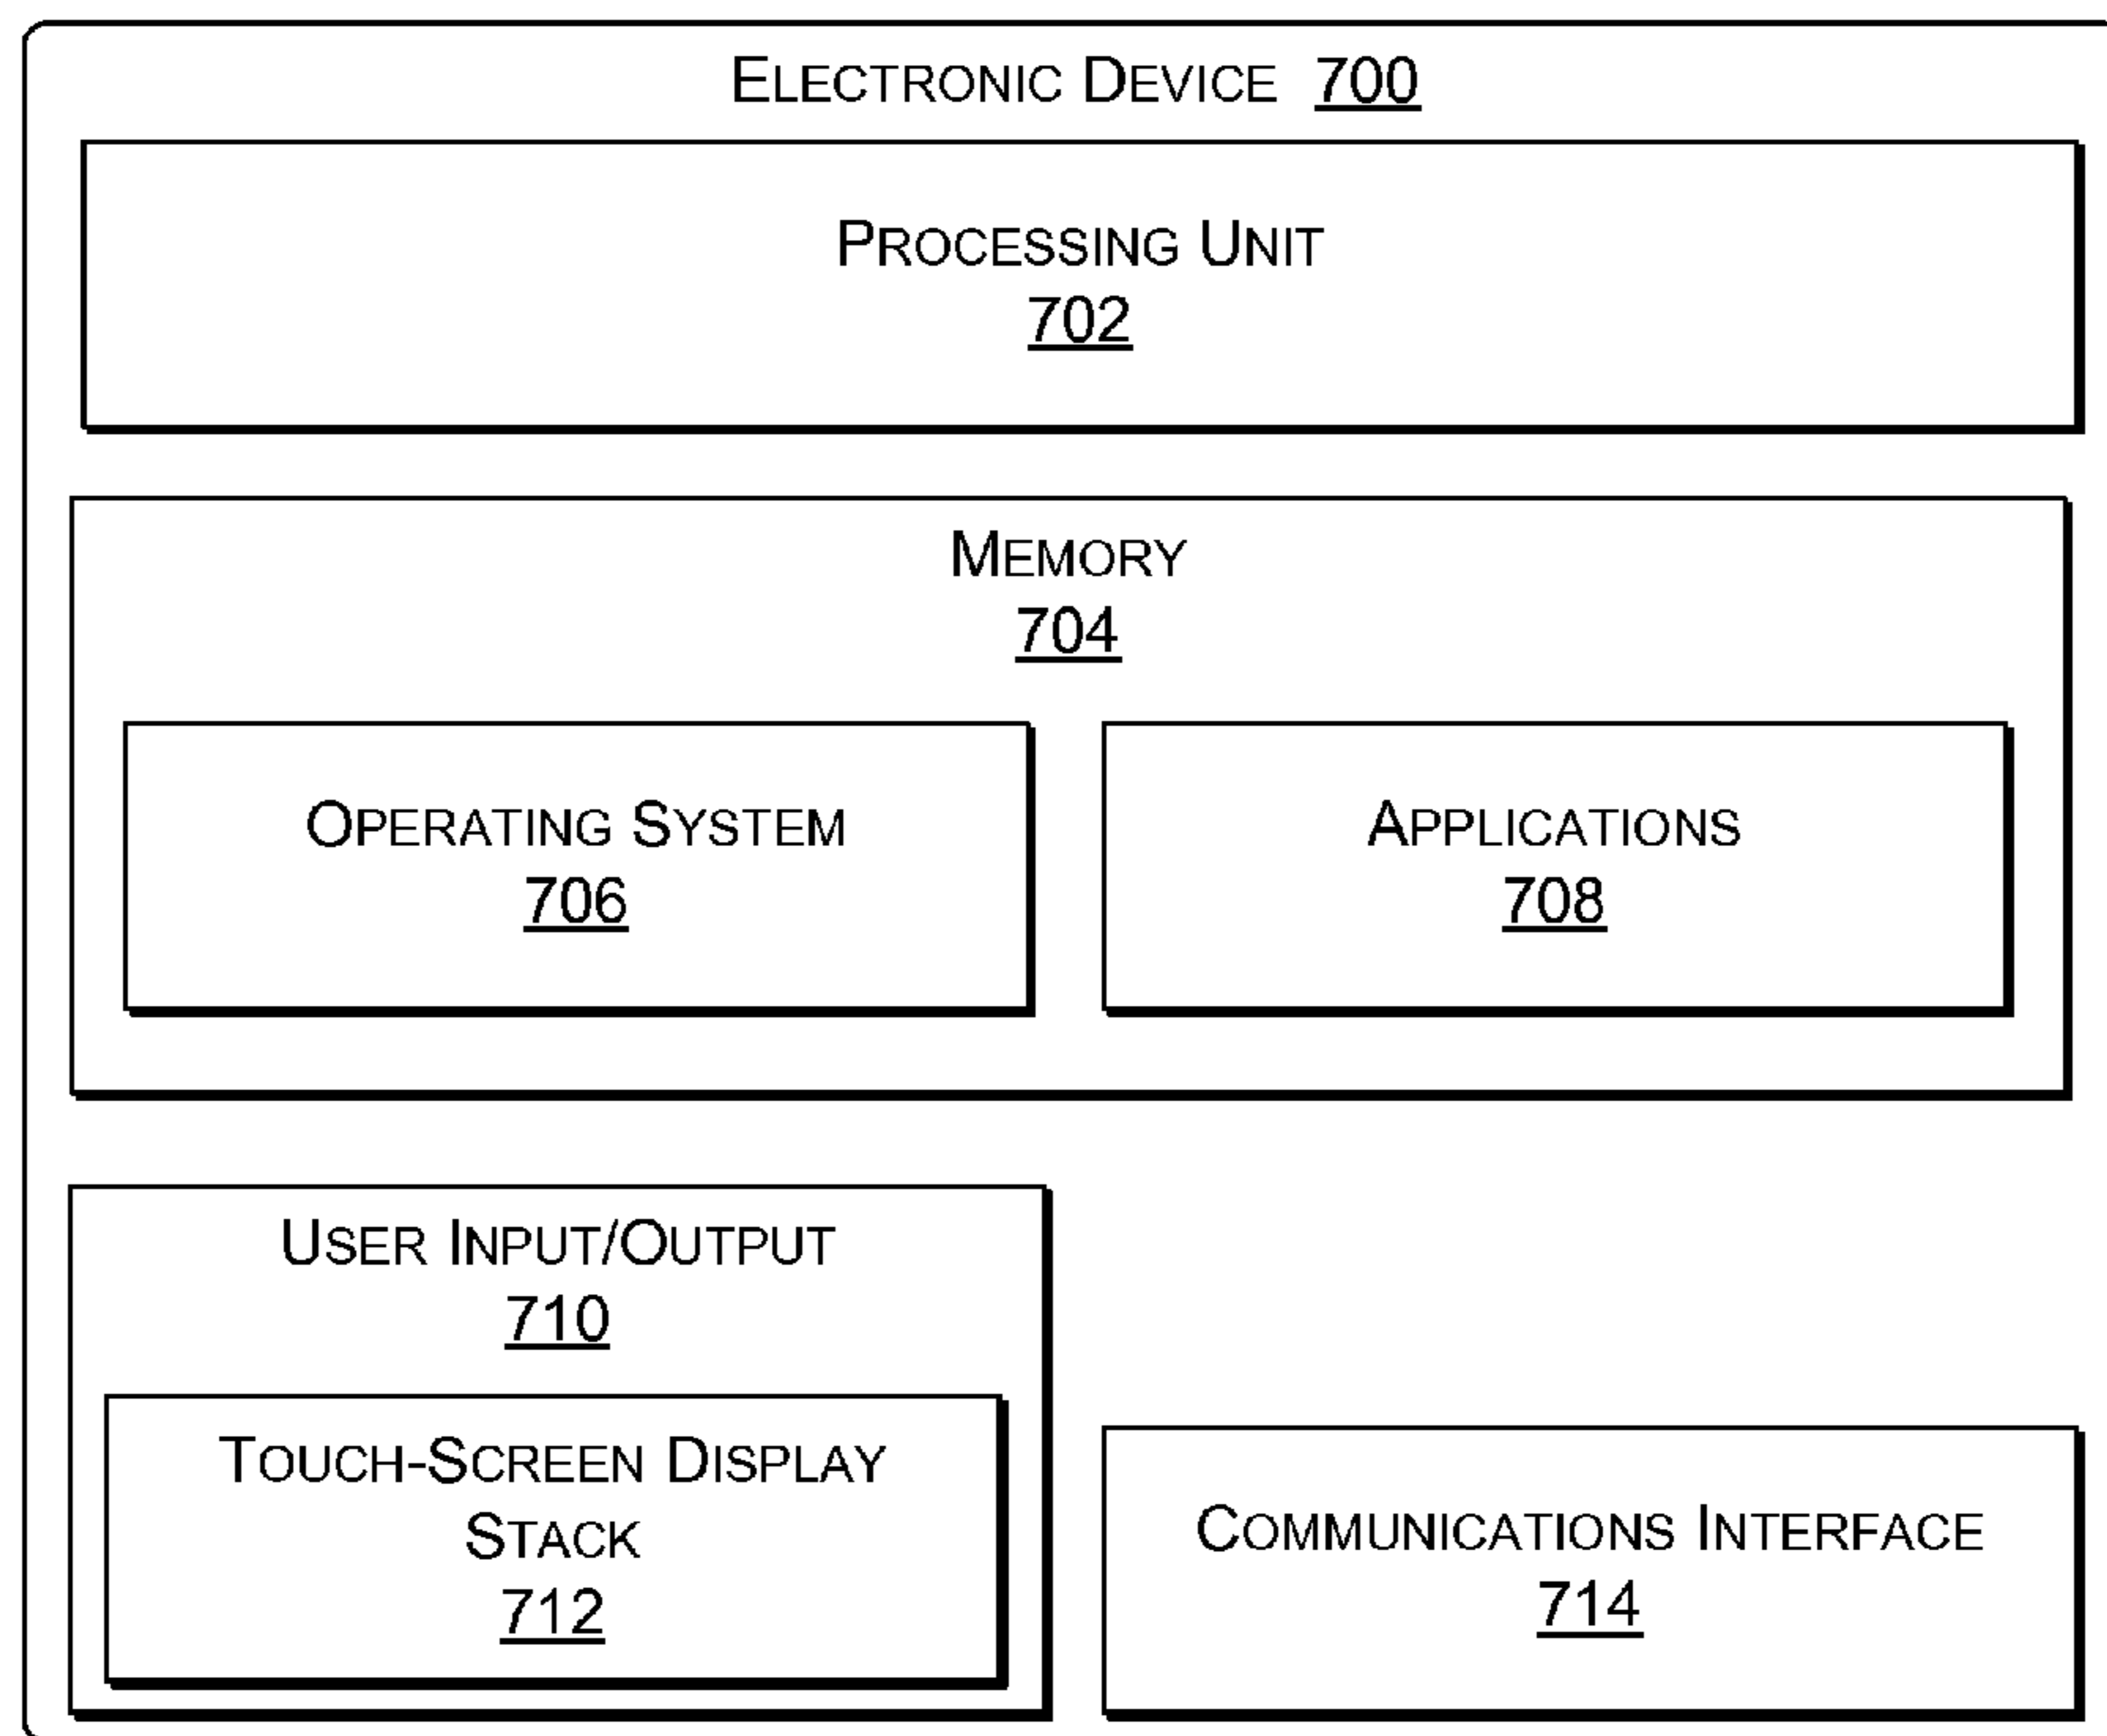 ELECTRONIC DEVICE 700
PROCESSING UNIT
702
MEMORY
704
OPERATING SYSTEM
706
APPLICATIONS
708
USER INPUT/OUTPUT
710
TOUCH-SCREEN DISPLAY
STACK
712
COMMUNICATIONS INTERFACE
714